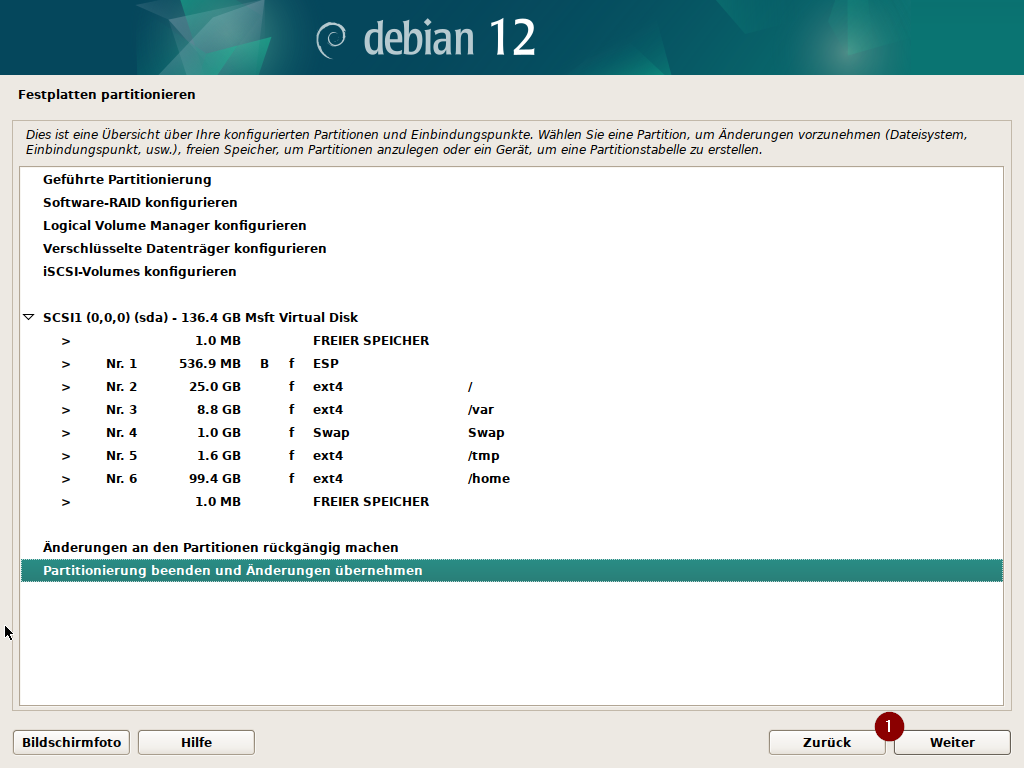 debian 12
Festplatten partitionieren
Dies ist eine Übersicht über Ihre konfigurierten Partitionen und Einbindungspunkte. Wählen Sie eine Partition, um Änderungen vorzunehmen (Dateisystem,
Einbindungspunkt, usw.), freien Speicher, um Partitionen anzulegen oder ein Gerät, um eine Partitionstabelle zu erstellen.
Geführte Partitionierung
Software-RAID konfigurieren
Logical Volume Manager konfigurieren
Verschlüsselte Datenträger konfigurieren
iSCSI-Volumes konfigurieren
SCSI1 (0,0,0) (sda) - 136.4 GB Msft Virtual Disk
> 1.0 MB FREIER SPEICHER
> Nr. 1 536.9 MB B f ESP
> Nr. 2 25.0 GB f ext4 /
> Nr. 3 8.8 GB f ext4 /var
> Nr. 4 1.0 GB f Swap Swap
> Nr. 5 1.6 GB f ext4 /tmp
> Nr. 6 99.4 GB f ext4 /home
> 1.0 MB FREIER SPEICHER
Änderungen an den Partitionen rückgängig machen
Partitionierung beenden und Änderungen übernehmen
1
Bildschirmfoto Hilfe Zurück Weiter